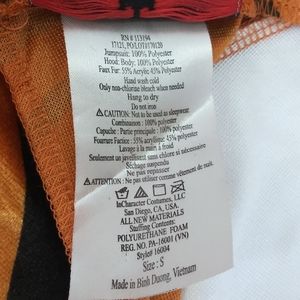 RN # 113194
37121, PO/LOT0170120
Jumpsuit: 100% Polyester
Hood: Body: 100% Polyester
Faux Fur: 55% Acrylic 45% Polyester
Hand wash cold
Only non-chlorine bleach when needed
Hang to dry
Do not iron
CAUTION: Not to be used as sleepwear.
Combinaison : 100% polyester
Capuche : Partie principale : 100% polyester
Fourrure Factice : 55% acrylique 45% polyester
Lavage à la main à froid
Seulement un javellisant sans chlore si nécessaire
Séchage suspendu
Ne pas repasser
ATTENTION : Ne pas utiliser comme vêtement de nuit.
InCharacter Costumes, LLC
San Diego, CA, USA.
ALL NEW MATERIALS
Stuffing Contents:
POLYURETHANE FOAM
REG. NO. PA-16001 (VN)
Style# 16004
Size : S
Made in Binh Duong, Vietnam